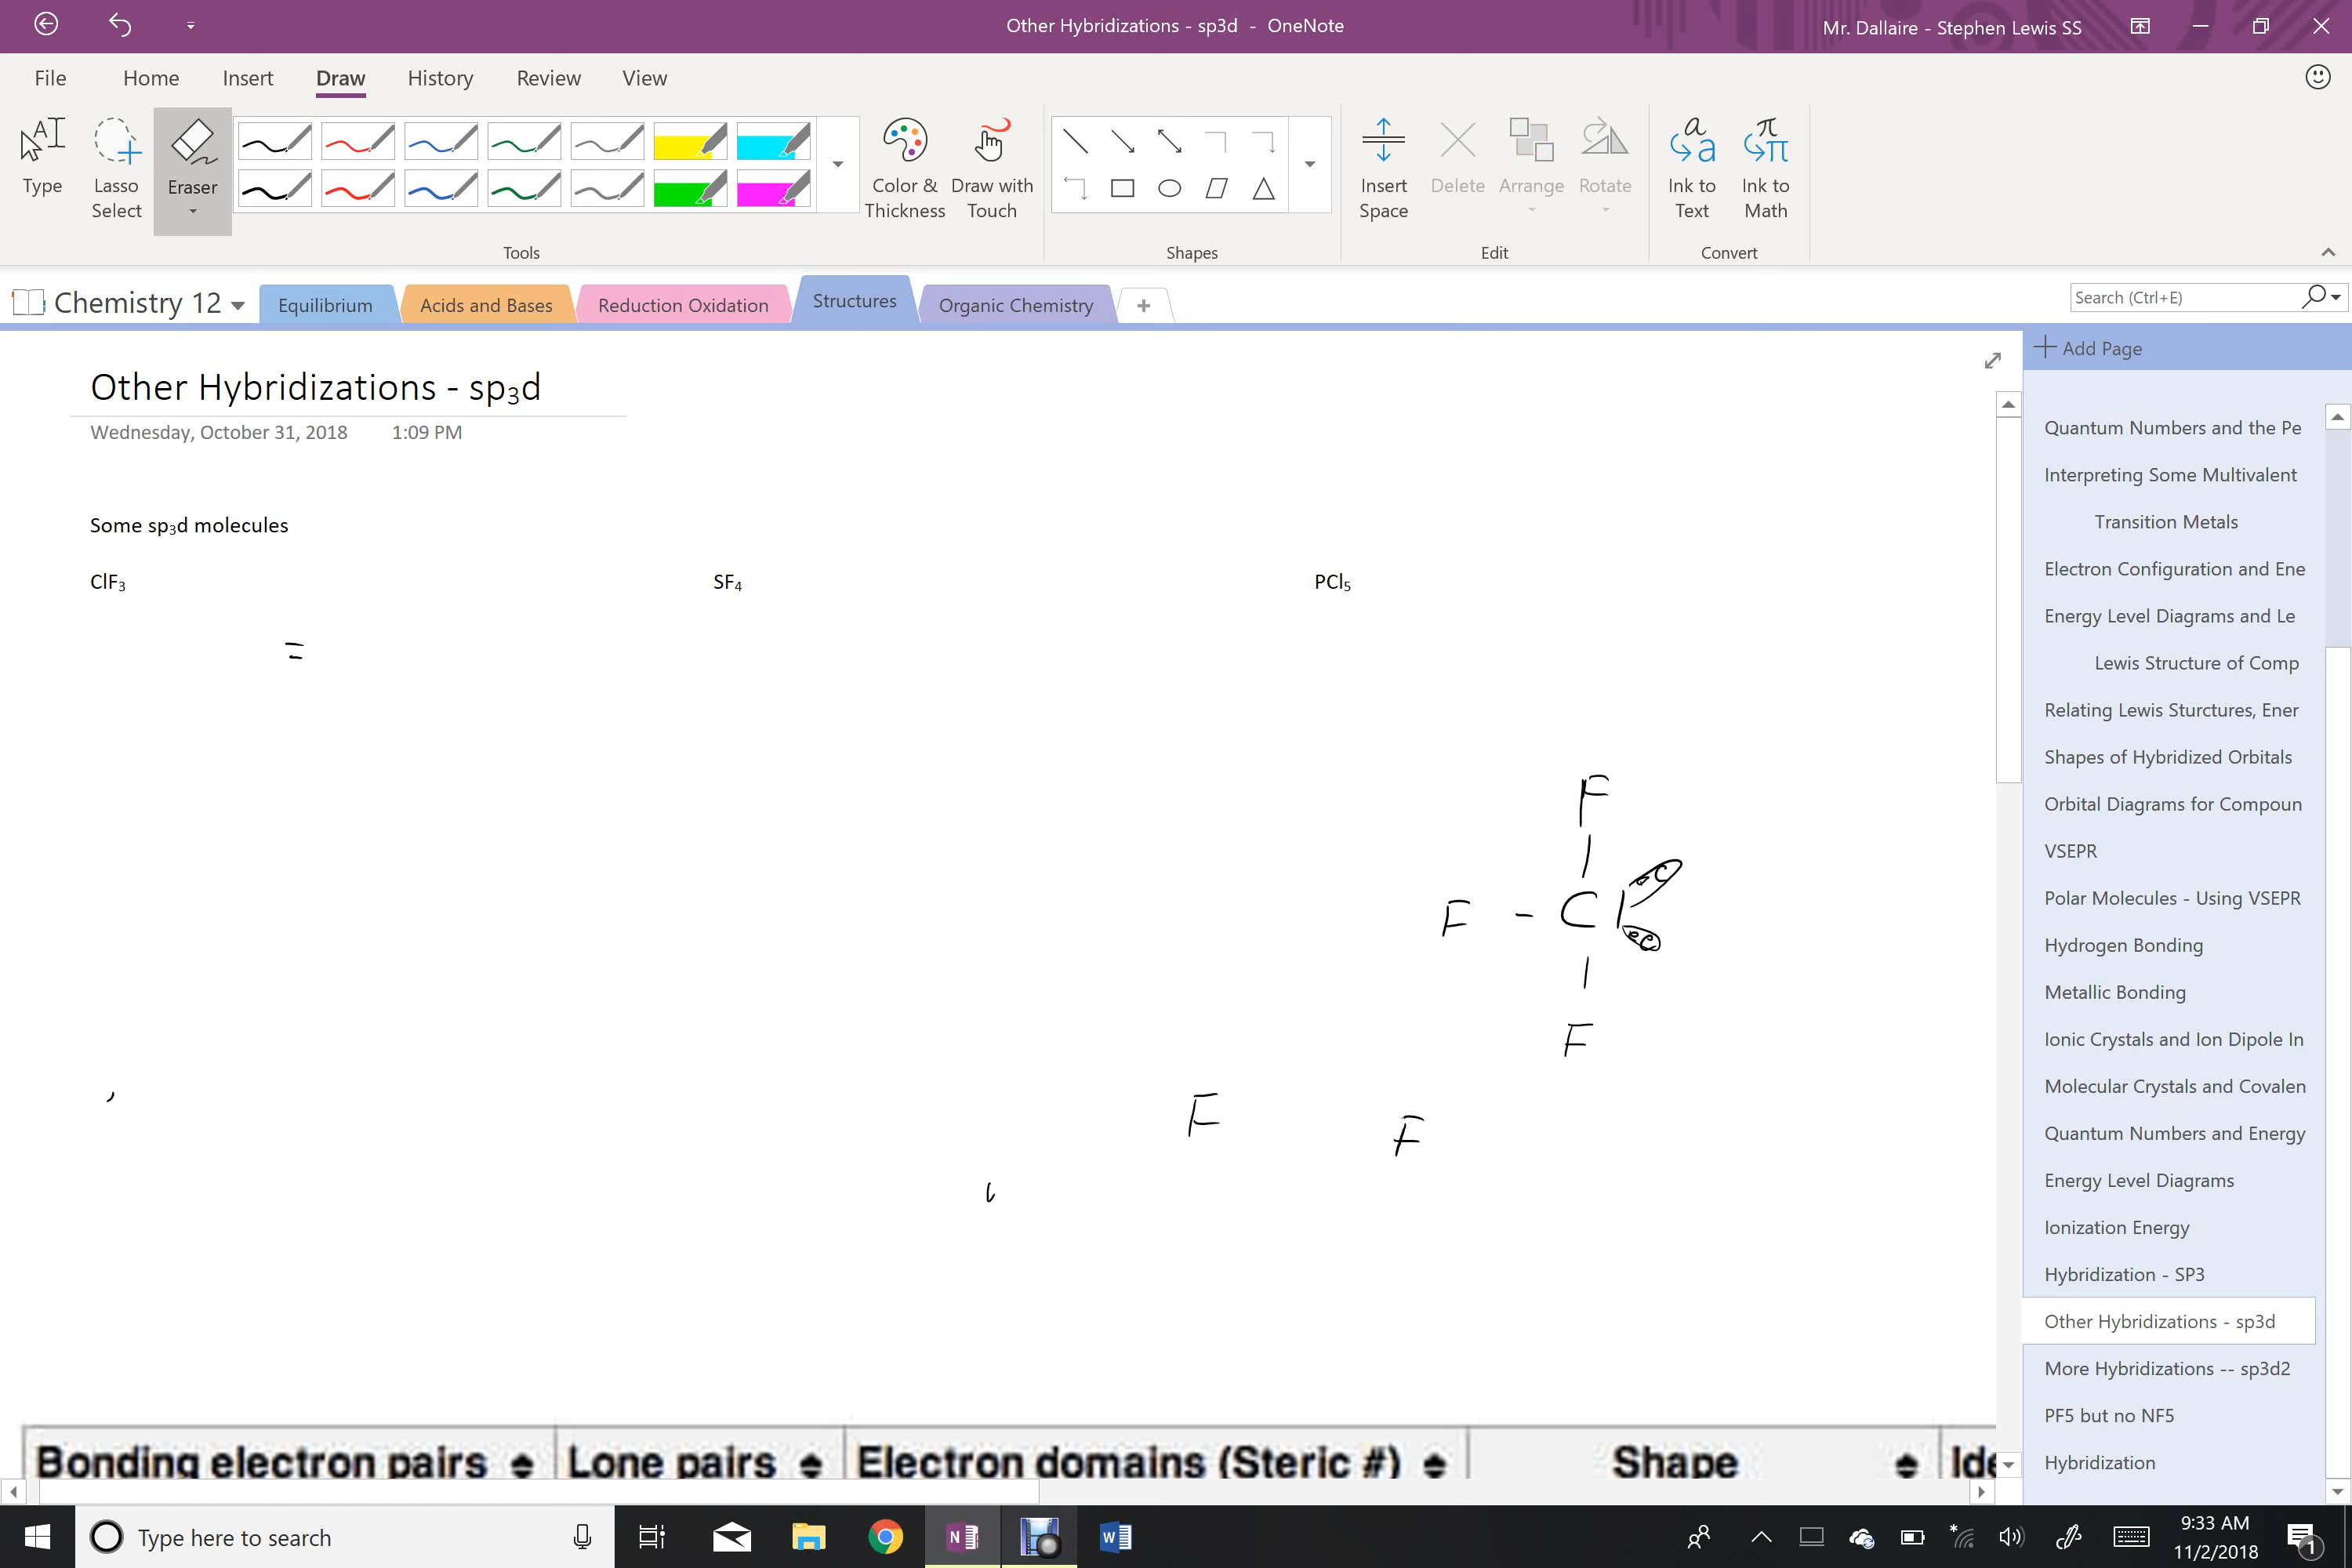 Other Hybridizations - sp3d - OneNote
Mr. Dallaire - Stephen Lewis SS
File Home Insert Draw History Review View
Type
Lasso Select
Eraser
Color & Thickness
Draw with Touch
Insert Space
Delete
Arrange
Rotate
Ink to Text
Ink to Math
Tools
Shapes
Edit
Convert
Chemistry 12
Equilibrium
Acids and Bases
Reduction Oxidation
Structures
Organic Chemistry
+
Search (Ctrl+E)
Other Hybridizations - sp₃d
Wednesday, October 31, 2018 1:09 PM
Some sp₃d molecules
ClF₃ SF₄ PCl₅
=
F
F - Cl
F
F F
Bonding electron pairs Lone pairs Electron domains (Steric #) Shape Ide
Add Page
Quantum Numbers and the Pe
Interpreting Some Multivalent
Transition Metals
Electron Configuration and Ene
Energy Level Diagrams and Le
Lewis Structure of Comp
Relating Lewis Sturctures, Ener
Shapes of Hybridized Orbitals
Orbital Diagrams for Compoun
VSEPR
Polar Molecules - Using VSEPR
Hydrogen Bonding
Metallic Bonding
Ionic Crystals and Ion Dipole In
Molecular Crystals and Covalen
Quantum Numbers and Energy
Energy Level Diagrams
Ionization Energy
Hybridization - SP3
Other Hybridizations - sp3d
More Hybridizations -- sp3d2
PF5 but no NF5
Hybridization
Type here to search
9:33 AM
11/2/2018
1